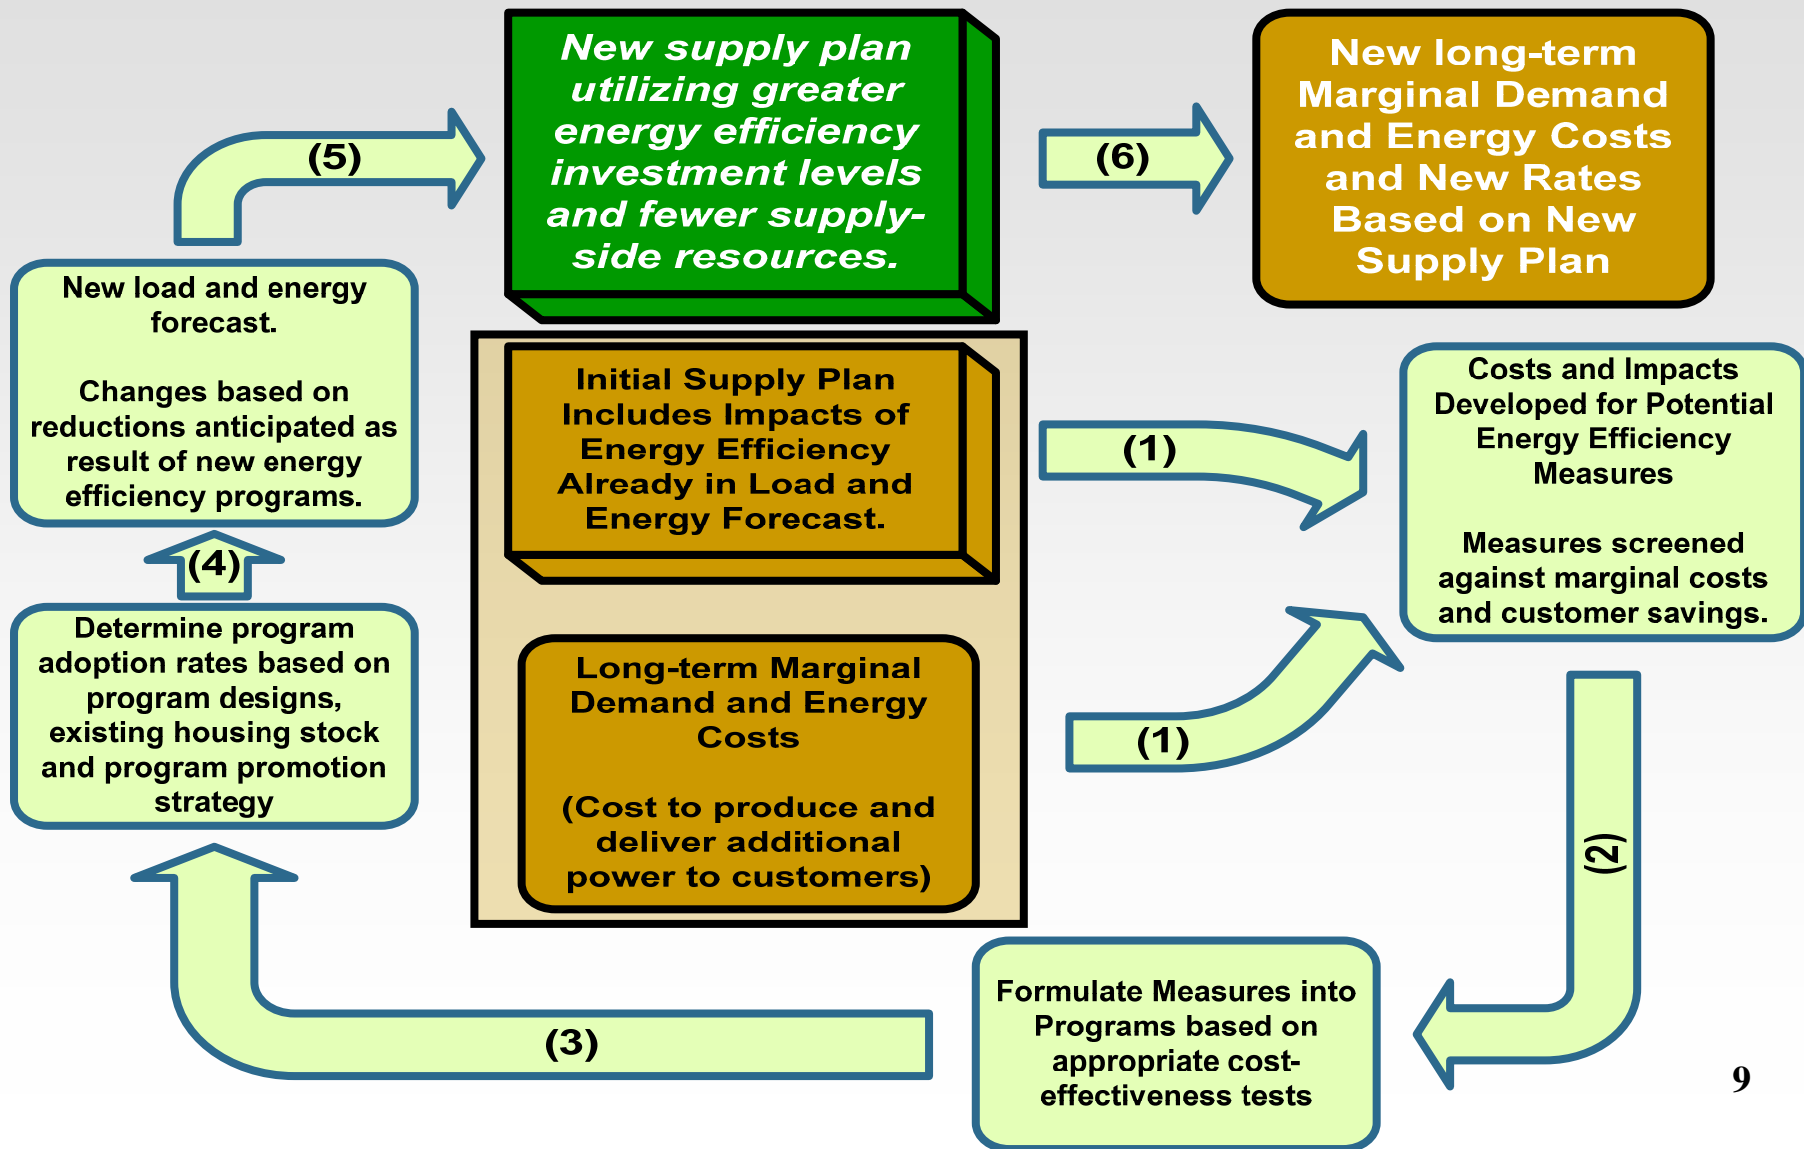 New supply plan
utilizing greater
energy efficiency
investment levels
and fewer supply-
side resources.
New long-term
Marginal Demand
and Energy Costs
and New Rates
Based on New
Supply Plan
(5)
(6)
New load and energy
forecast.
Changes based on
reductions anticipated as
result of new energy
efficiency programs.
Initial Supply Plan
Includes Impacts of
Energy Efficiency
Already in Load and
Energy Forecast.
(1)
Costs and Impacts
Developed for Potential
Energy Efficiency
Measures
Measures screened
against marginal costs
and customer savings.
(4)
Determine program
adoption rates based on
program designs,
existing housing stock
and program promotion
strategy
Long-term Marginal
Demand and Energy
Costs
(Cost to produce and
deliver additional
power to customers)
(1)
(2)
(3)
Formulate Measures into
Programs based on
appropriate cost-
effectiveness tests
9